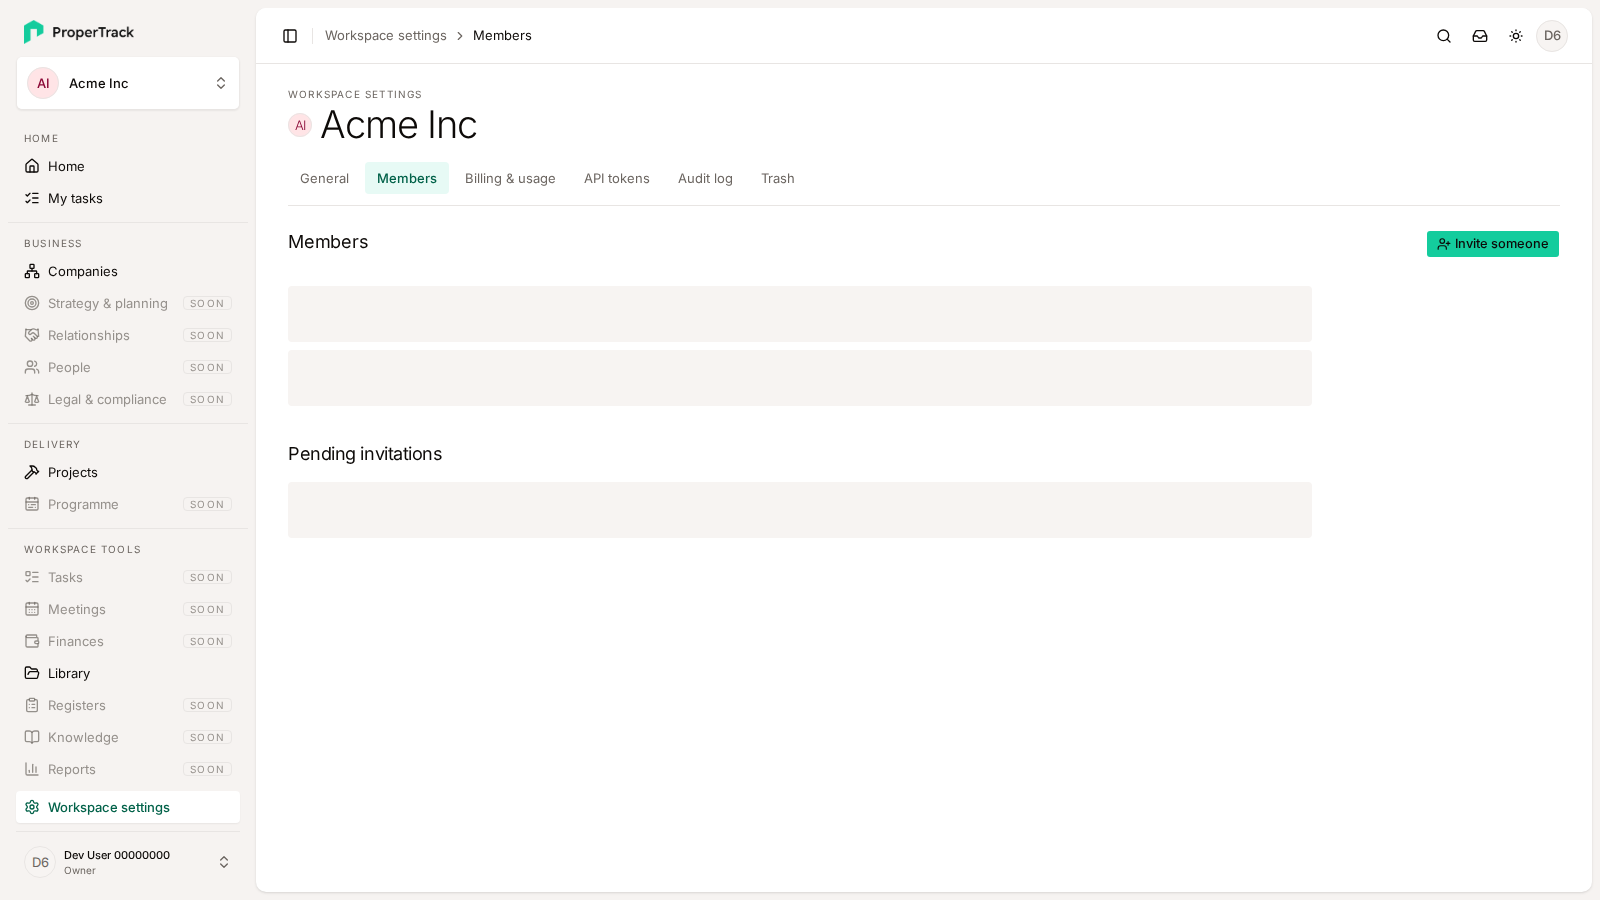 ProperTrack
AI Acme Inc
HOME
Home
My tasks
BUSINESS
Companies
Strategy & planning SOON
Relationships SOON
People SOON
Legal & compliance SOON
DELIVERY
Projects
Programme SOON
WORKSPACE TOOLS
Tasks SOON
Meetings SOON
Finances SOON
Library
Registers SOON
Knowledge SOON
Reports SOON
Workspace settings
D6 Dev User 00000000
Owner
Workspace settings > Members
D6
WORKSPACE SETTINGS
AI Acme Inc
General Members Billing & usage API tokens Audit log Trash
Members
Invite someone
Pending invitations